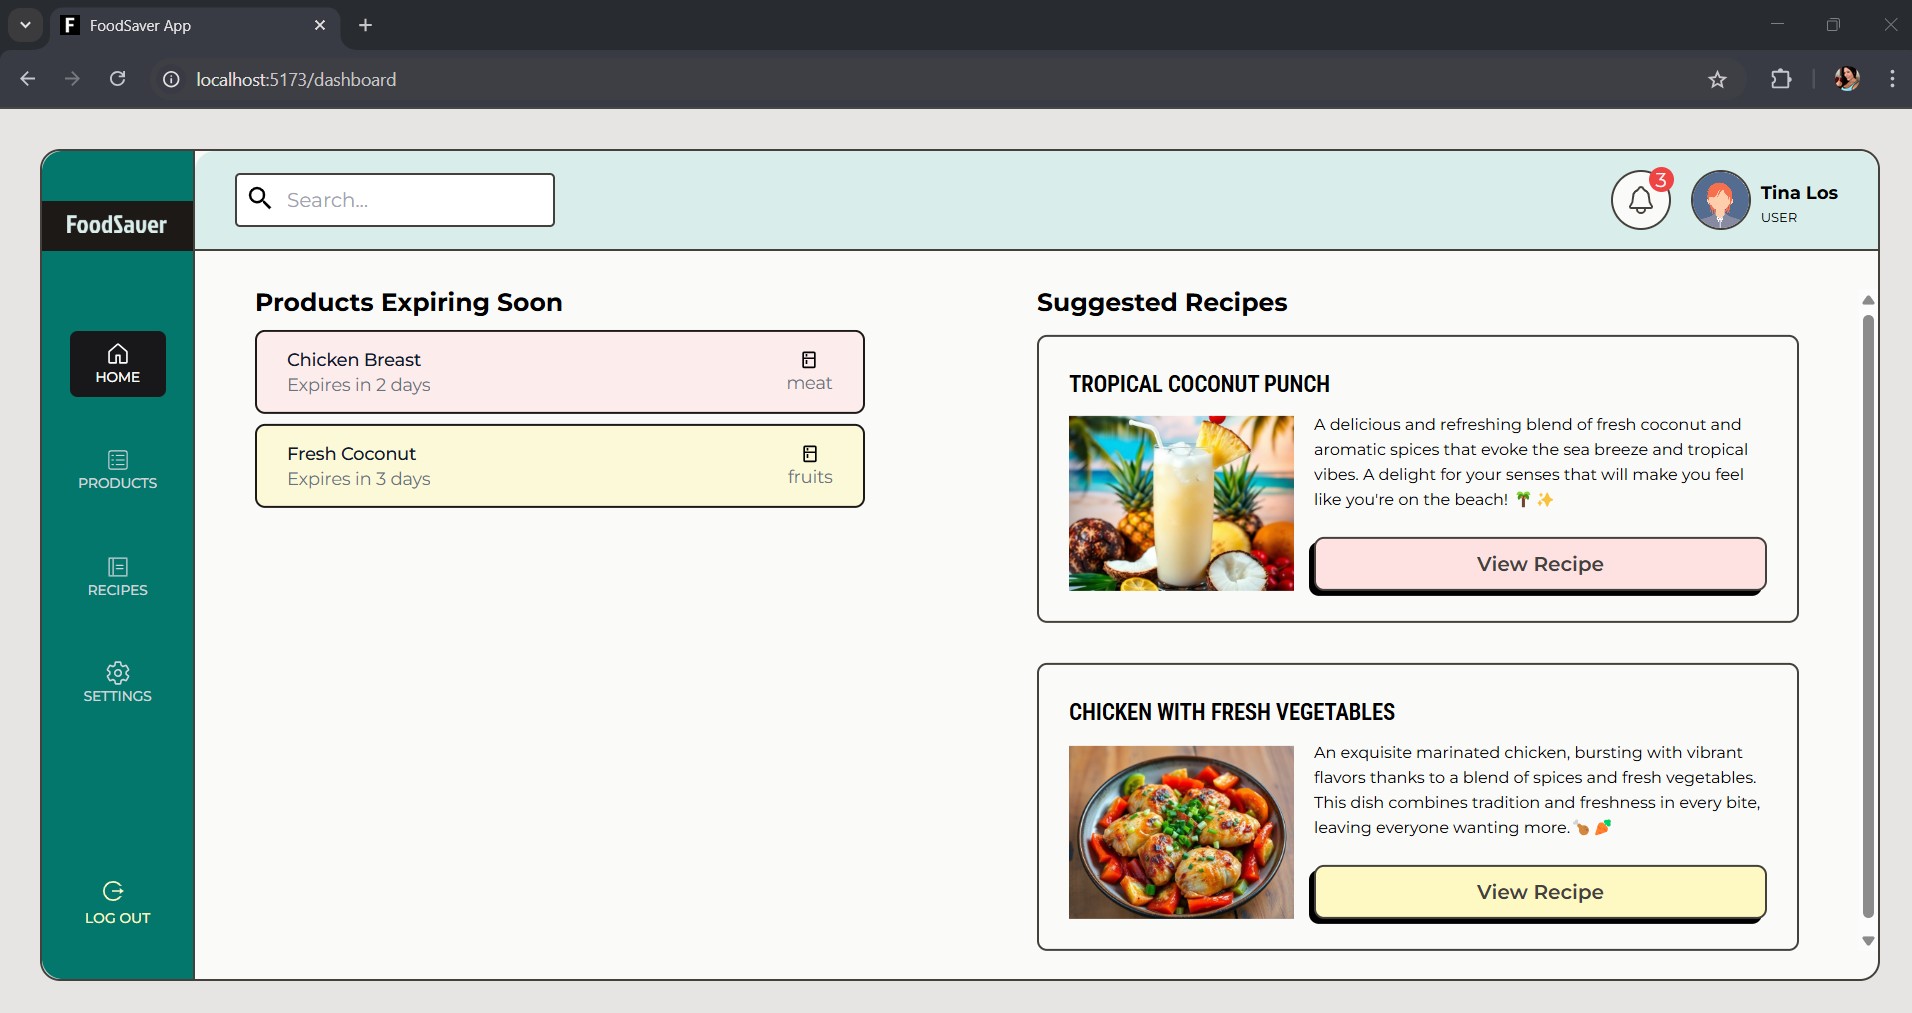 FoodSaver App
localhost:5173/dashboard
FoodSaver
Search...
3
Tina Los
USER
HOME
PRODUCTS
RECIPES
SETTINGS
LOG OUT
Products Expiring Soon
Chicken Breast
Expires in 2 days
meat
Fresh Coconut
Expires in 3 days
fruits
Suggested Recipes
TROPICAL COCONUT PUNCH
A delicious and refreshing blend of fresh coconut and
aromatic spices that evoke the sea breeze and tropical
vibes. A delight for your senses that will make you feel
like you're on the beach! 🌴 ✨
View Recipe
CHICKEN WITH FRESH VEGETABLES
An exquisite marinated chicken, bursting with vibrant
flavors thanks to a blend of spices and fresh vegetables.
This dish combines tradition and freshness in every bite,
leaving everyone wanting more. 🍗 🥕
View Recipe